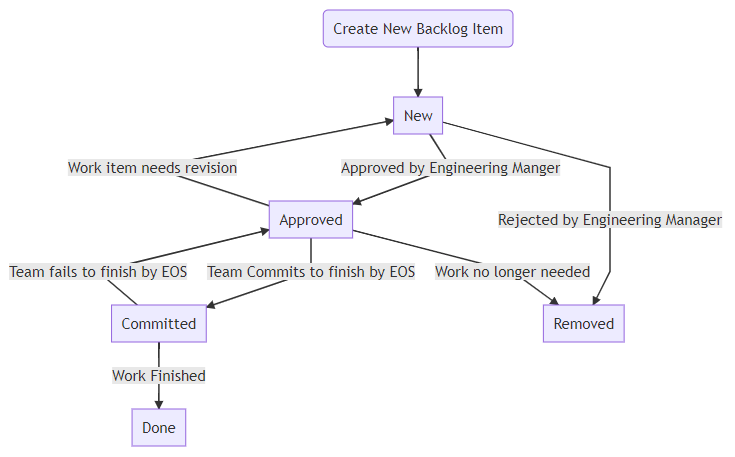 Create New Backlog Item
New
Work item needs revision
Approved by Engineering Manger
Rejected by Engineering Manager
Approved
Team fails to finish by EOS
Team Commits to finish by EOS
Work no longer needed
Committed
Removed
Work Finished
Done